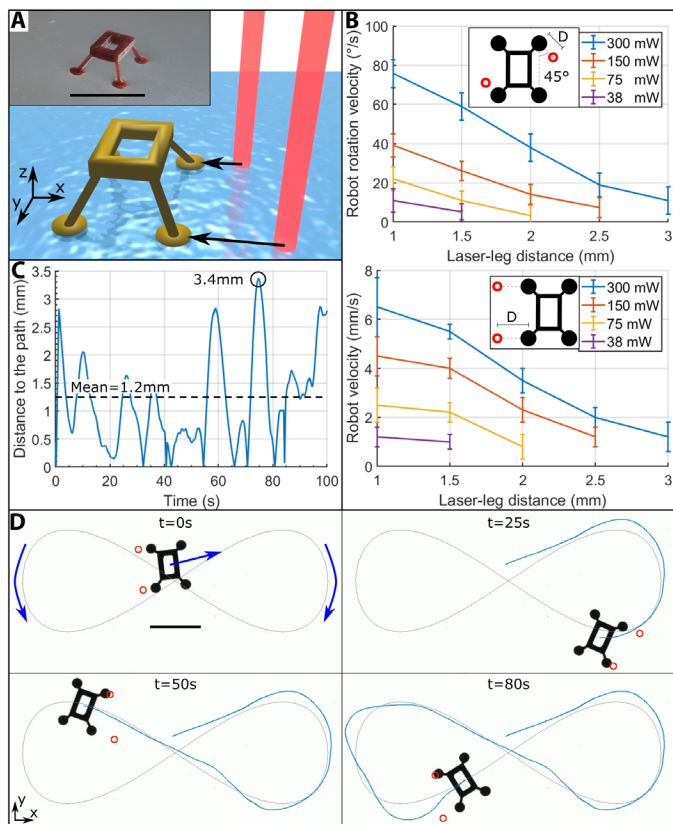 A
z
x
y
B
Robot rotation velocity (°/s)
100
80
60
40
20
0
1
1.5
2
2.5
3
Laser-leg distance (mm)
D
45°
300 mW
150 mW
75 mW
38 mW
Robot velocity (mm/s)
8
6
4
2
0
1
1.5
2
2.5
3
Laser-leg distance (mm)
D
300 mW
150 mW
75 mW
38 mW
C
Distance to the path (mm)
3.5
3
2.5
2
1.5
1
0.5
0
0
20
40
60
80
100
Time (s)
3.4mm
Mean=1.2mm
D
t=0s
t=25s
t=50s
t=80s
y
x